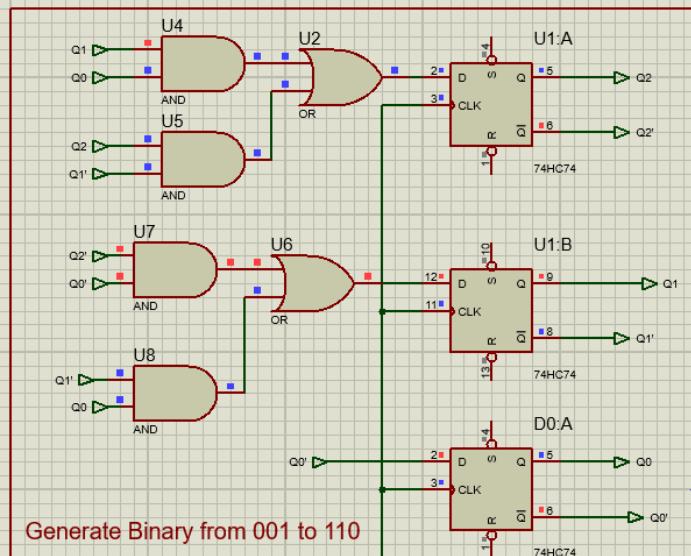 U4
Q1
Q0
AND
U2
OR
U5
Q2
Q1'
AND
U1:A
4
S
2 D Q 5 Q2
3 CLK
QI 6 Q2'
R
1
74HC74
U7
Q2'
Q0'
AND
U6
OR
U8
Q1'
Q0
AND
U1:B
10
S
12 D Q 9 Q1
11 CLK
QI 8 Q1'
R
13
74HC74
D0:A
4
S
Q0' 2 D Q 5 Q0
3 CLK
QI 6 Q0'
R
1
74HC74
Generate Binary from 001 to 110